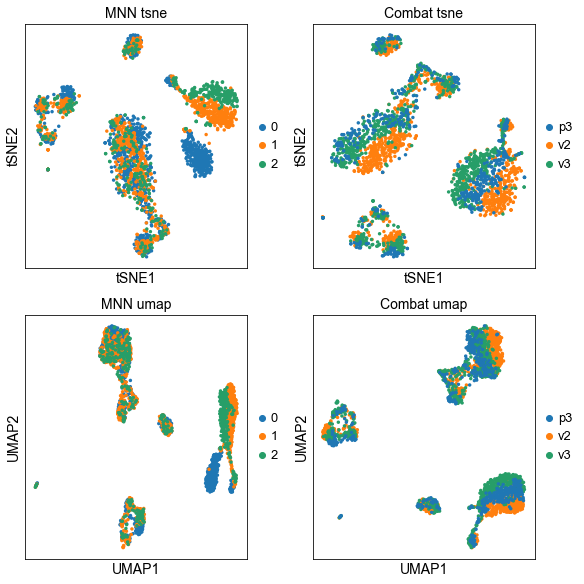 MNN tsne
tSNE2
tSNE1
0
1
2
Combat tsne
tSNE2
tSNE1
p3
v2
v3
MNN umap
UMAP2
UMAP1
0
1
2
Combat umap
UMAP2
UMAP1
p3
v2
v3